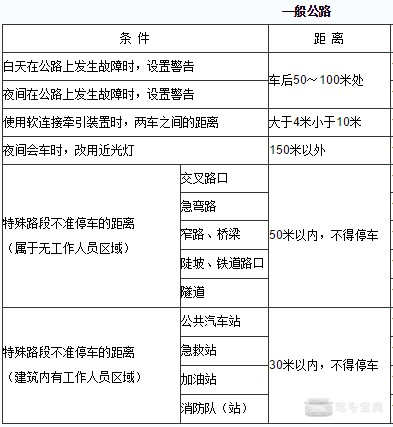 一般公路
条 件
距 离
白天在公路上发生故障时，设置警告
夜间在公路上发生故障时，设置警告
车后50～100米处
使用软连接牵引装置时，两车之间的距离
大于4米小于10米
夜间会车时，改用近光灯
150米以外
特殊路段不准停车的距离
（属于无工作人员区域）
交叉路口
急弯路
窄路、桥梁
陡坡、铁道路口
隧道
50米以内，不得停车
特殊路段不准停车的距离
（建筑内有工作人员区域）
公共汽车站
急救站
加油站
消防队（站）
30米以内，不得停车
驾考宝典